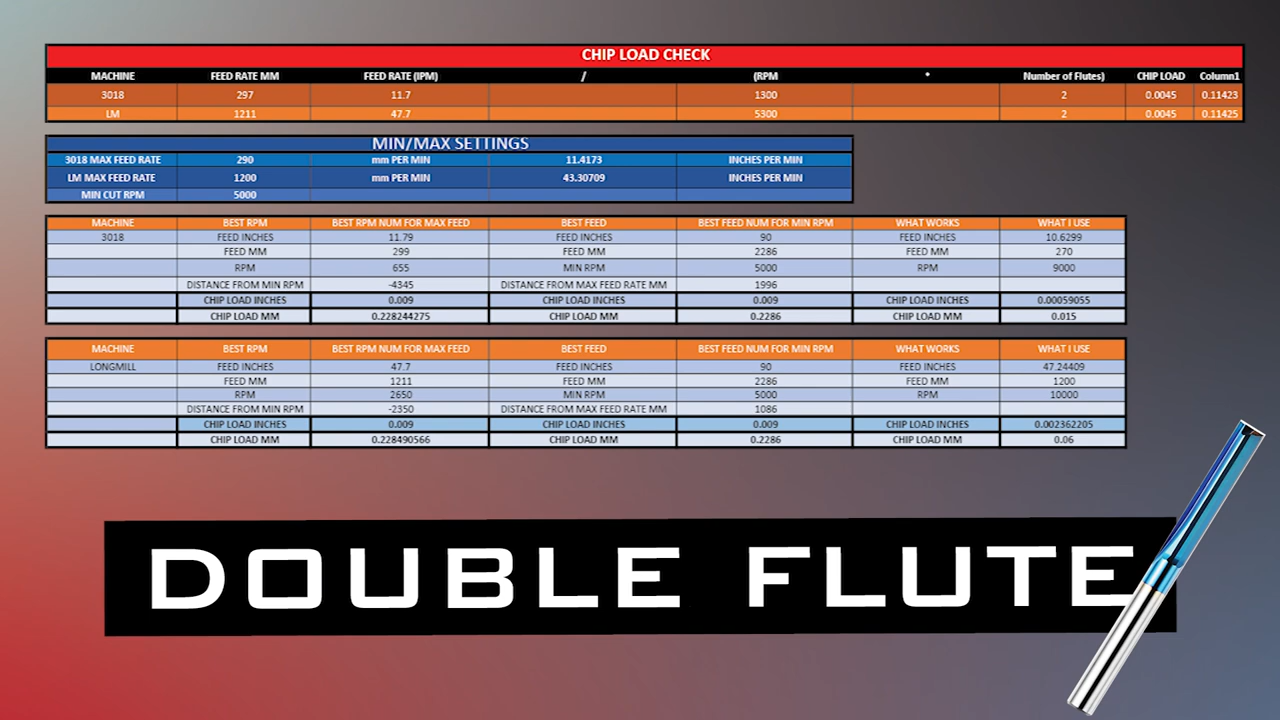 CHIP LOAD CHECK
MACHINE FEED RATE MM FEED RATE (IPM) / (RPM * Number of Flutes) CHIP LOAD Column1
3018 297 11.7 1300 2 0.0045 0.11423
LM 1211 47.7 5300 2 0.0045 0.11425
MIN/MAX SETTINGS
3018 MAX FEED RATE 290 mm PER MIN 11.4173 INCHES PER MIN
LM MAX FEED RATE 1200 mm PER MIN 43.30709 INCHES PER MIN
MIN CUT RPM 5000
MACHINE BEST RPM BEST RPM NUM FOR MAX FEED BEST FEED BEST FEED NUM FOR MIN RPM WHAT WORKS WHAT I USE
3018 FEED INCHES 11.79 FEED INCHES 90 FEED INCHES 10.6299
FEED MM 299 FEED MM 2286 FEED MM 270
RPM 655 MIN RPM 5000 RPM 9000
DISTANCE FROM MIN RPM -4345 DISTANCE FROM MAX FEED RATE MM 1996
CHIP LOAD INCHES 0.009 CHIP LOAD INCHES 0.009 CHIP LOAD INCHES 0.00059055
CHIP LOAD MM 0.228244275 CHIP LOAD MM 0.2286 CHIP LOAD MM 0.015
MACHINE BEST RPM BEST RPM NUM FOR MAX FEED BEST FEED BEST FEED NUM FOR MIN RPM WHAT WORKS WHAT I USE
LONGMILL FEED INCHES 47.7 FEED INCHES 90 FEED INCHES 47.24409
FEED MM 1211 FEED MM 2286 FEED MM 1200
RPM 2650 MIN RPM 5000 RPM 10000
DISTANCE FROM MIN RPM -2350 DISTANCE FROM MAX FEED RATE MM 1086
CHIP LOAD INCHES 0.009 CHIP LOAD INCHES 0.009 CHIP LOAD INCHES 0.002362205
CHIP LOAD MM 0.228490566 CHIP LOAD MM 0.2286 CHIP LOAD MM 0.06
DOUBLE FLUTE